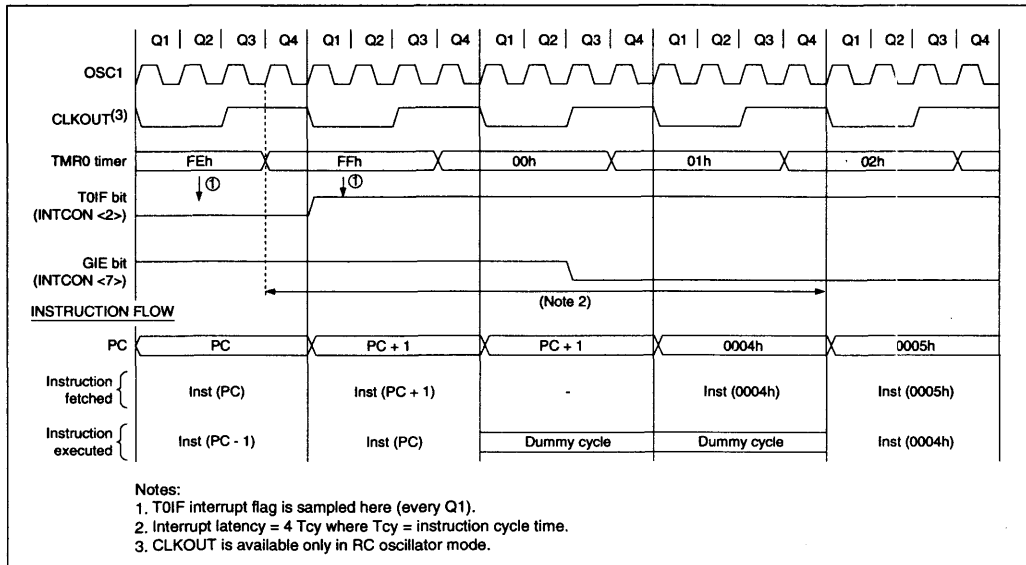 Q1 | Q2 | Q3 | Q4 Q1 | Q2 | Q3 | Q4 Q1 | Q2 | Q3 | Q4 Q1 | Q2 | Q3 | Q4 Q1 | Q2 | Q3 | Q4
OSC1
CLKOUT(3)
TMR0 timer FEh FFh 00h 01h 02h
① ①
T0IF bit
(INTCON <2>)
GIE bit
(INTCON <7>)
(Note 2)
INSTRUCTION FLOW
PC PC PC + 1 PC + 1 0004h 0005h
Instruction
fetched Inst (PC) Inst (PC + 1) - Inst (0004h) Inst (0005h)
Instruction
executed Inst (PC - 1) Inst (PC) Dummy cycle Dummy cycle Inst (0004h)
Notes:
1. T0IF interrupt flag is sampled here (every Q1).
2. Interrupt latency = 4 Tcy where Tcy = instruction cycle time.
3. CLKOUT is available only in RC oscillator mode.